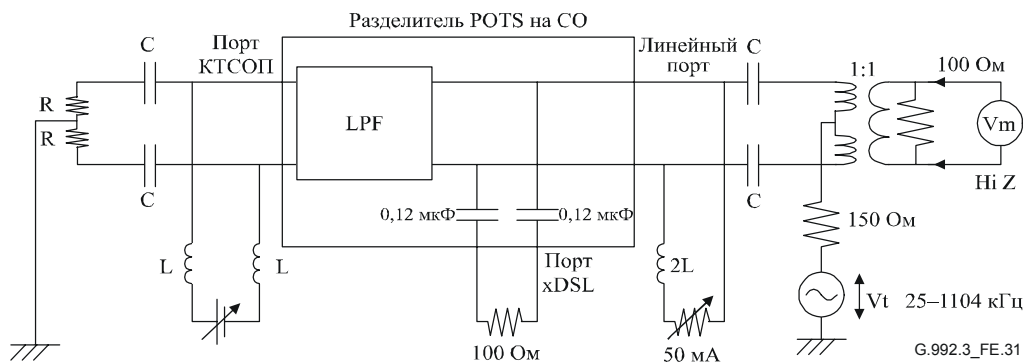 Разделитель POTS на CO
C
Порт
КТСОП
Линейный
порт
C
1:1
100 Ом
R
R
LPF
Vm
C
C
Hi Z
0,12 мкФ
0,12 мкФ
150 Ом
L
L
Порт
xDSL
2L
Vt
25–1104 кГц
100 Ом
50 мА
G.992.3_FE.31